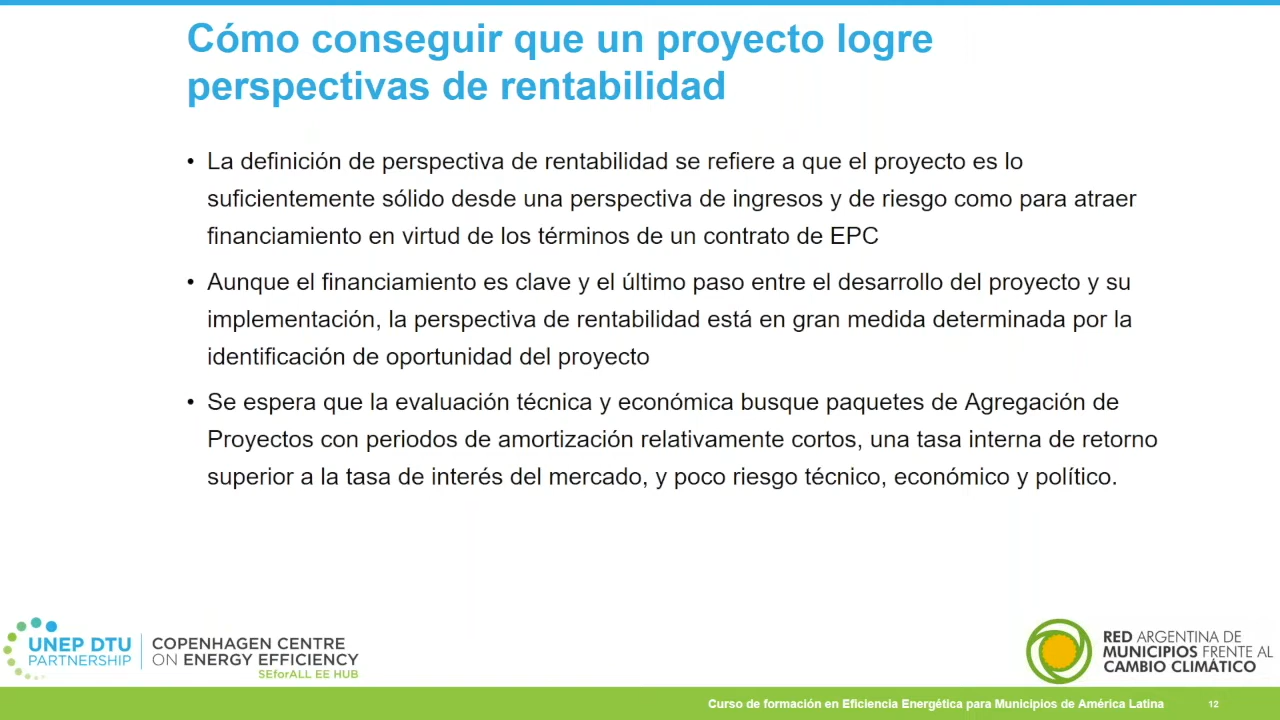 Cómo conseguir que un proyecto logre
perspectivas de rentabilidad
• La definición de perspectiva de rentabilidad se refiere a que el proyecto es lo
suficientemente sólido desde una perspectiva de ingresos y de riesgo como para atraer
financiamiento en virtud de los términos de un contrato de EPC
• Aunque el financiamiento es clave y el último paso entre el desarrollo del proyecto y su
implementación, la perspectiva de rentabilidad está en gran medida determinada por la
identificación de oportunidad del proyecto
• Se espera que la evaluación técnica y económica busque paquetes de Agregación de
Proyectos con periodos de amortización relativamente cortos, una tasa interna de retorno
superior a la tasa de interés del mercado, y poco riesgo técnico, económico y político.
UNEP DTU
PARTNERSHIP
COPENHAGEN CENTRE
ON ENERGY EFFICIENCY
SEforALL EE HUB
RED ARGENTINA DE
MUNICIPIOS FRENTE AL
CAMBIO CLIMÁTICO
Curso de formación en Eficiencia Energética para Municipios de América Latina
12